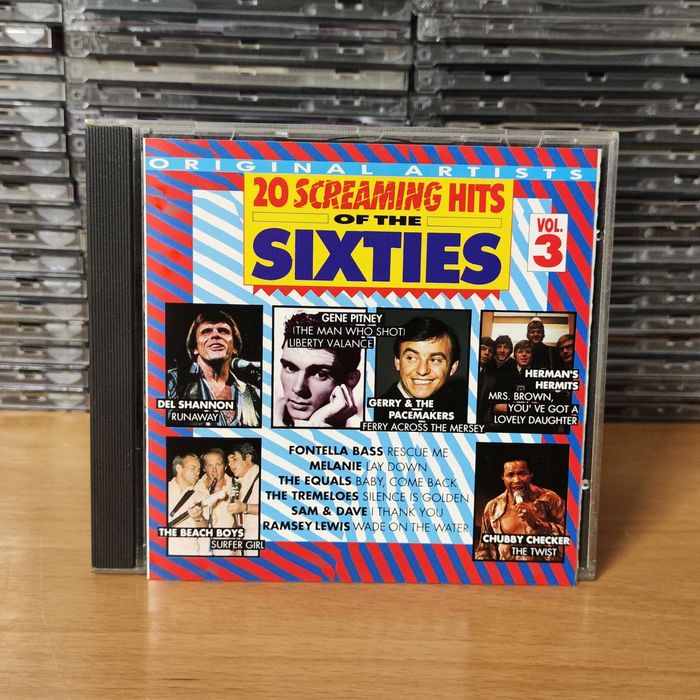 ORIGINAL ARTISTS
20 SCREAMING HITS
OF THE
SIXTIES
VOL.
3
DEL SHANNON
RUNAWAY
GENE PITNEY
(THE MAN WHO SHOT)
LIBERTY VALANCE
GERRY & THE
PACEMAKERS
FERRY ACROSS THE MERSEY
HERMAN'S
HERMITS
MRS. BROWN,
YOU'VE GOT A
LOVELY DAUGHTER
THE BEACH BOYS
SURFER GIRL
FONTELLA BASS RESCUE ME
MELANIE LAY DOWN
THE EQUALS BABY, COME BACK
THE TREMELOES SILENCE IS GOLDEN
SAM & DAVE I THANK YOU
RAMSEY LEWIS WADE ON THE WATER
CHUBBY CHECKER
THE TWIST